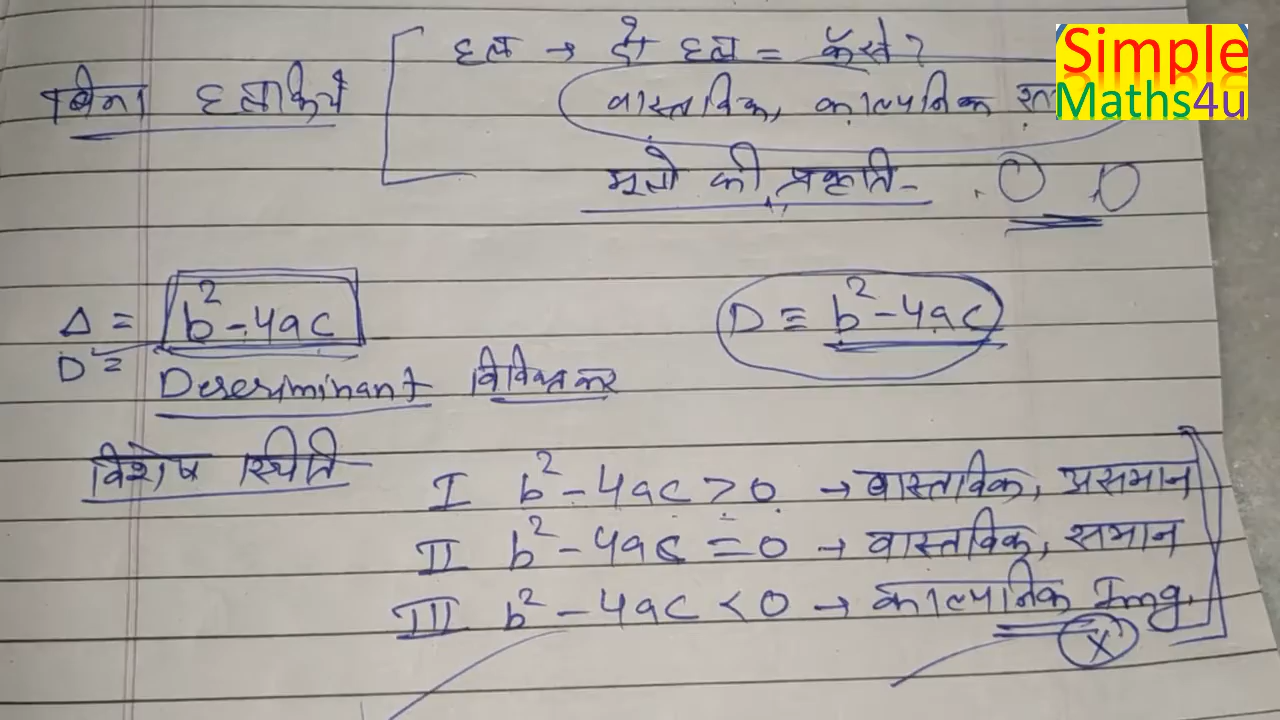 हल → दो हल = कैसे?
Simple
Maths4u
बिना हल किये
वास्तविक, काल्पनिक
मूलो की प्रकृति-
Δ = b² - 4ac
D = b² - 4ac
D =
Descriminant विविक्तकर
विशेष स्थिति
I b² - 4ac > 0 → वास्तविक, असमान
II b² - 4ac = 0 → वास्तविक, समान
III b² - 4ac < 0 → काल्पनिक Img.
X